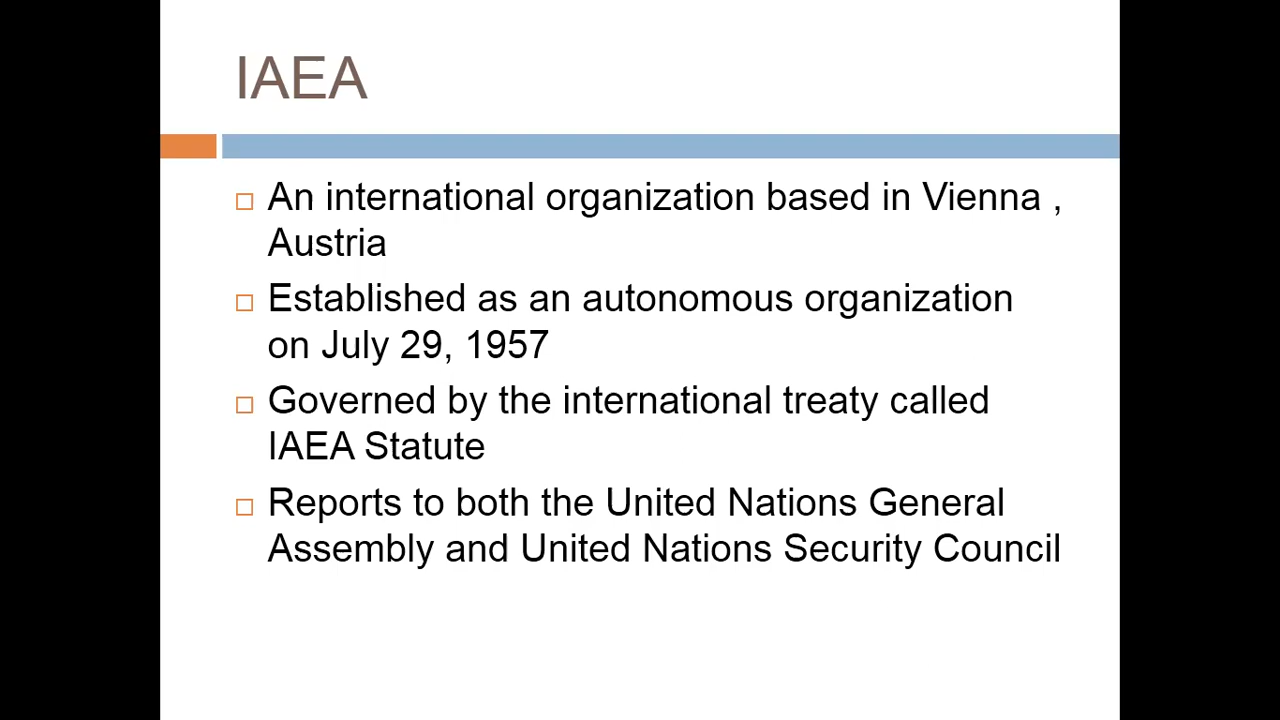 IAEA
An international organization based in Vienna ,
Austria
Established as an autonomous organization
on July 29, 1957
Governed by the international treaty called
IAEA Statute
Reports to both the United Nations General
Assembly and United Nations Security Council